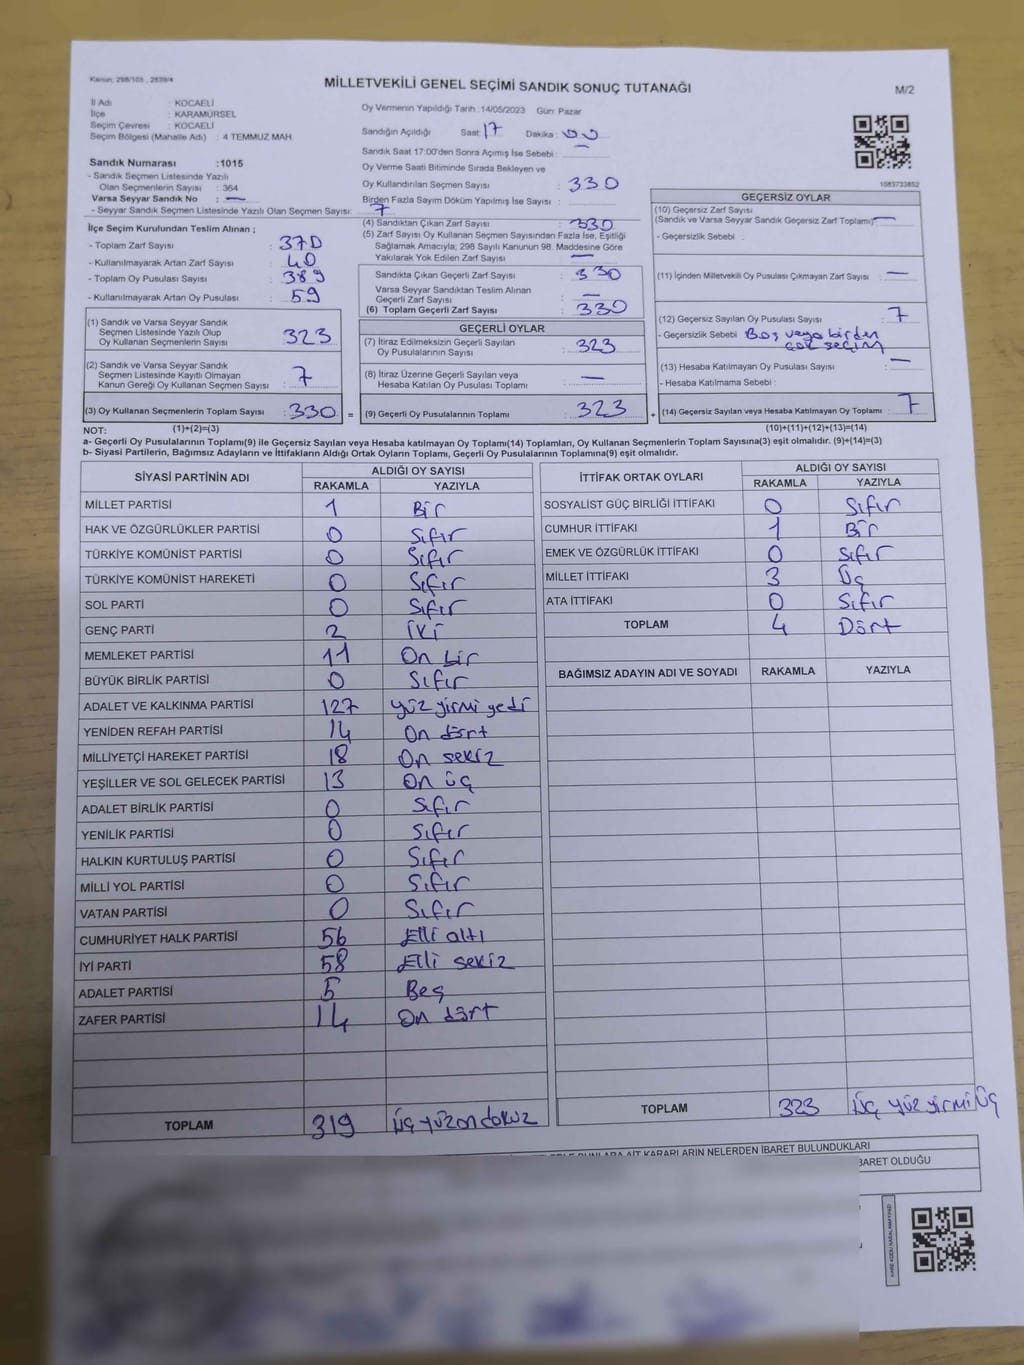 Kanun: 298/105 , 2839/4
MİLLETVEKİLİ GENEL SEÇİMİ SANDIK SONUÇ TUTANAĞI
M/2
İl Adı : KOCAELİ
İlçe : KARAMÜRSEL
Seçim Çevresi : KOCAELİ
Seçim Bölgesi (Mahalle Adı) : 4 TEMMUZ MAH.
Sandık Numarası :1015
- Sandık Seçmen Listesinde Yazılı
Olan Seçmenlerin Sayısı : 364
Varsa Seyyar Sandık No : —
- Seyyar Sandık Seçmen Listesinde Yazılı Olan Seçmen Sayısı:
Oy Vermenin Yapıldığı Tarih :14/05/2023 Gün: Pazar
Sandığın Açıldığı Saat: 17 Dakika : 00
Sandık Saat 17:00'den Sonra Açımış İse Sebebi : —
Oy Verme Saati Bitiminde Sırada Bekleyen ve
Oy Kullandırılan Seçmen Sayısı : 330
Birden Fazla Sayım Döküm Yapılmış İse Sayısı :
7
1083733852
İlçe Seçim Kurulundan Teslim Alınan ;
- Toplam Zarf Sayısı : 370
- Kullanılmayarak Artan Zarf Sayısı : 40
- Toplam Oy Pusulası Sayısı : 389
- Kullanılmayarak Artan Oy Pusulası : 59
(1) Sandık ve Varsa Seyyar Sandık
Seçmen Listesinde Yazılı Olup
Oy Kullanan Seçmenlerin Sayısı : 323
(2) Sandık ve Varsa Seyyar Sandık
Seçmen Listesinde Kayıtlı Olmayan
Kanun Gereği Oy Kullanan Seçmen Sayısı : 7
(3) Oy Kullanan Seçmenlerin Toplam Sayısı : 330 =
(4) Sandıktan Çıkan Zarf Sayısı : 330
(5) Zarf Sayısı Oy Kullanan Seçmen Sayısından Fazla İse, Eşitliği
Sağlamak Amacıyla; 298 Sayılı Kanunun 98. Maddesine Göre
Yakılarak Yok Edilen Zarf Sayısı : —
Sandıkta Çıkan Geçerli Zarf Sayısı : 330
Varsa Seyyar Sandıktan Teslim Alınan
Geçerli Zarf Sayısı : —
(6) Toplam Geçerli Zarf Sayısı : 330
GEÇERLİ OYLAR
(7) İtiraz Edilmeksizin Geçerli Sayılan
Oy Pusulalarının Sayısı : 323
(8) İtiraz Üzerine Geçerli Sayılan veya
Hesaba Katılan Oy Pusulası Toplamı : —
(9) Geçerli Oy Pusulalarının Toplamı : 323 +
GEÇERSİZ OYLAR
(10) Geçersiz Zarf Sayısı
(Sandık ve Varsa Seyyar Sandık Geçersiz Zarf Toplamı) : —
- Geçersizlik Sebebi :
(11) İçinden Milletvekili Oy Pusulası Çıkmayan Zarf Sayısı : —
(12) Geçersiz Sayılan Oy Pusulası Sayısı : 7
- Geçersizlik Sebebi : Boş veya birden
çok seçim
(13) Hesaba Katılmayan Oy Pusulası Sayısı : —
- Hesaba Katılmama Sebebi :
(14) Geçersiz Sayılan veya Hesaba Katılmayan Oy Toplamı : 7
NOT: (1)+(2)=(3)
(10)+(11)+(12)+(13)=(14)
a- Geçerli Oy Pusulalarının Toplamı(9) ile Geçersiz Sayılan veya Hesaba katılmayan Oy Toplamı(14) Toplamları, Oy Kullanan Seçmenlerin Toplam Sayısına(3) eşit olmalıdır. (9)+(14)=(3)
b- Siyasi Partilerin, Bağımsız Adayların ve İttifakların Aldığı Oyların Toplamı, Geçerli Oy Pusulalarının Toplamına(9) eşit olmalıdır.
SİYASİ PARTİNİN ADI ALDIĞI OY SAYISI
RAKAMLA YAZIYLA
MİLLET PARTİSİ 1 Bir
HAK VE ÖZGÜRLÜKLER PARTİSİ 0 Sıfır
TÜRKİYE KOMÜNİST PARTİSİ 0 Sıfır
TÜRKİYE KOMÜNİST HAREKETİ 0 Sıfır
SOL PARTİ 0 Sıfır
GENÇ PARTİ 2 İki
MEMLEKET PARTİSİ 11 On bir
BÜYÜK BİRLİK PARTİSİ 0 Sıfır
ADALET VE KALKINMA PARTİSİ 127 Yüz yirmi yedi
YENİDEN REFAH PARTİSİ 14 On dört
MİLLİYETÇİ HAREKET PARTİSİ 18 On sekiz
YEŞİLLER VE SOL GELECEK PARTİSİ 13 On üç
ADALET BİRLİK PARTİSİ 0 Sıfır
YENİLİK PARTİSİ 0 Sıfır
HALKIN KURTULUŞ PARTİSİ 0 Sıfır
MİLLİ YOL PARTİSİ 0 Sıfır
VATAN PARTİSİ 0 Sıfır
CUMHURİYET HALK PARTİSİ 56 Elli altı
İYİ PARTİ 58 Elli sekiz
ADALET PARTİSİ 5 Beş
ZAFER PARTİSİ 14 On dört
TOPLAM 319 Üç yüz on dokuz
İTTİFAK ORTAK OYLARI ALDIĞI OY SAYISI
RAKAMLA YAZIYLA
SOSYALİST GÜÇ BİRLİĞİ İTTİFAKI 0 Sıfır
CUMHUR İTTİFAKI 1 Bir
EMEK VE ÖZGÜRLÜK İTTİFAKI 0 Sıfır
MİLLET İTTİFAKI 3 Üç
ATA İTTİFAKI 0 Sıfır
TOPLAM 4 Dört
BAĞIMSIZ ADAYIN ADI VE SOYADI RAKAMLA YAZIYLA
TOPLAM 323 Üç yüz yirmi üç
AİT KARARLARIN NELERDEN İBARET BULUNDUKLARI
İBARET OLDUĞU